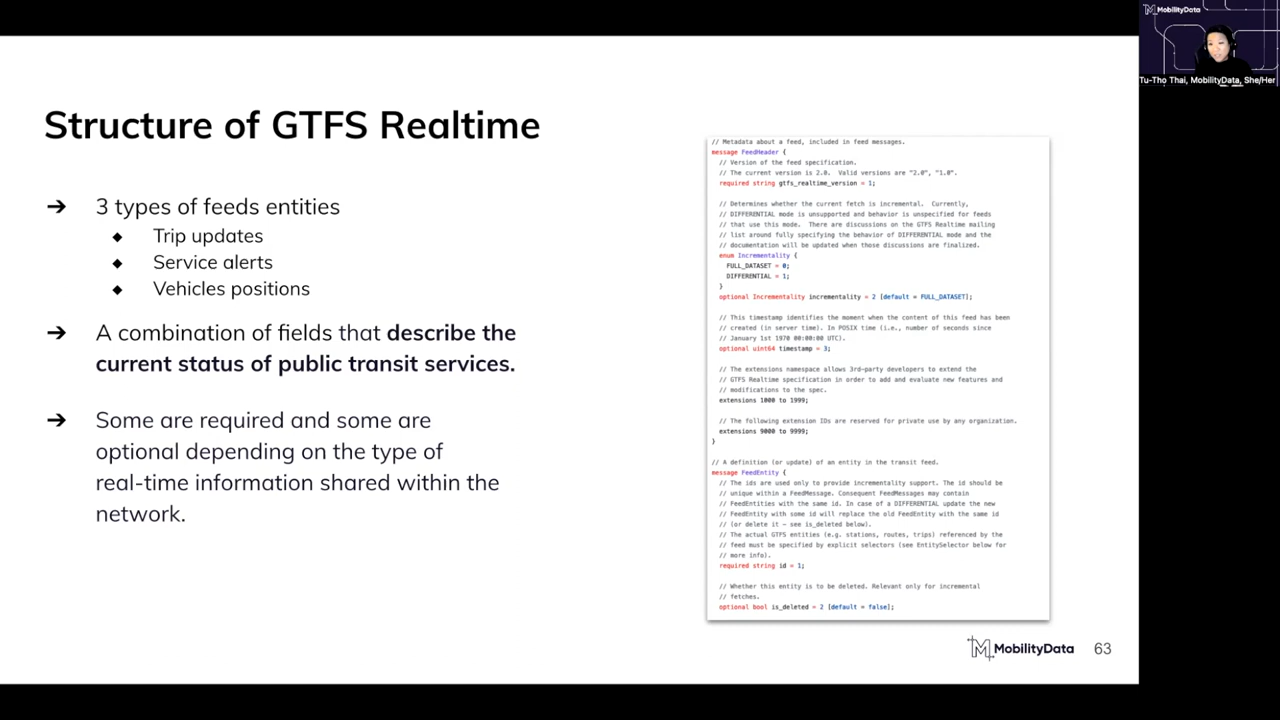 Structure of GTFS Realtime
➔ 3 types of feeds entities
◆ Trip updates
◆ Service alerts
◆ Vehicles positions
➔ A combination of fields that describe the
current status of public transit services.
➔ Some are required and some are
optional depending on the type of
real-time information shared within the
network.
// Metadata about a feed, included in feed messages.
message FeedHeader {
// Version of the feed specification.
// The current version is 2.0. Valid versions are "2.0", "1.0".
required string gtfs_realtime_version = 1;
// Determines whether the current fetch is incremental. Currently,
// DIFFERENTIAL mode is unsupported and behavior is unspecified for feeds
// that use this mode. There are discussions on the GTFS Realtime mailing
// list around fully specifying the behavior of DIFFERENTIAL mode and the
// documentation will be updated when those discussions are finalized.
enum Incrementality {
FULL_DATASET = 0;
DIFFERENTIAL = 1;
}
optional Incrementality incrementality = 2 [default = FULL_DATASET];
// This timestamp identifies the moment when the content of this feed has been
// created (in server time). In POSIX time (i.e., number of seconds since
// January 1st 1970 00:00:00 UTC).
optional uint64 timestamp = 3;
// The extensions namespace allows 3rd-party developers to extend the
// GTFS Realtime specification in order to add and evaluate new features and
// modifications to the spec.
extensions 1000 to 1999;
// The following extension IDs are reserved for private use by any organization.
extensions 9000 to 9999;
}
// A definition (or update) of an entity in the transit feed.
message FeedEntity {
// The ids are used only to provide incrementality support. The id should be
// unique within a FeedMessage. Consequent FeedMessages may contain
// FeedEntities with the same id. In case of a DIFFERENTIAL update the new
// FeedEntity with some id will replace the old FeedEntity with the same id
// (or delete it - see is_deleted below).
// The actual GTFS entities (e.g. stations, routes, trips) referenced by the
// feed must be specified by explicit selectors (see EntitySelector below for
// more info).
required string id = 1;
// Whether this entity is to be deleted. Relevant only for incremental
// fetches.
optional bool is_deleted = 2 [default = false];
MobilityData 63
MobilityData
Tu-Tho Thai, MobilityData, She/Her